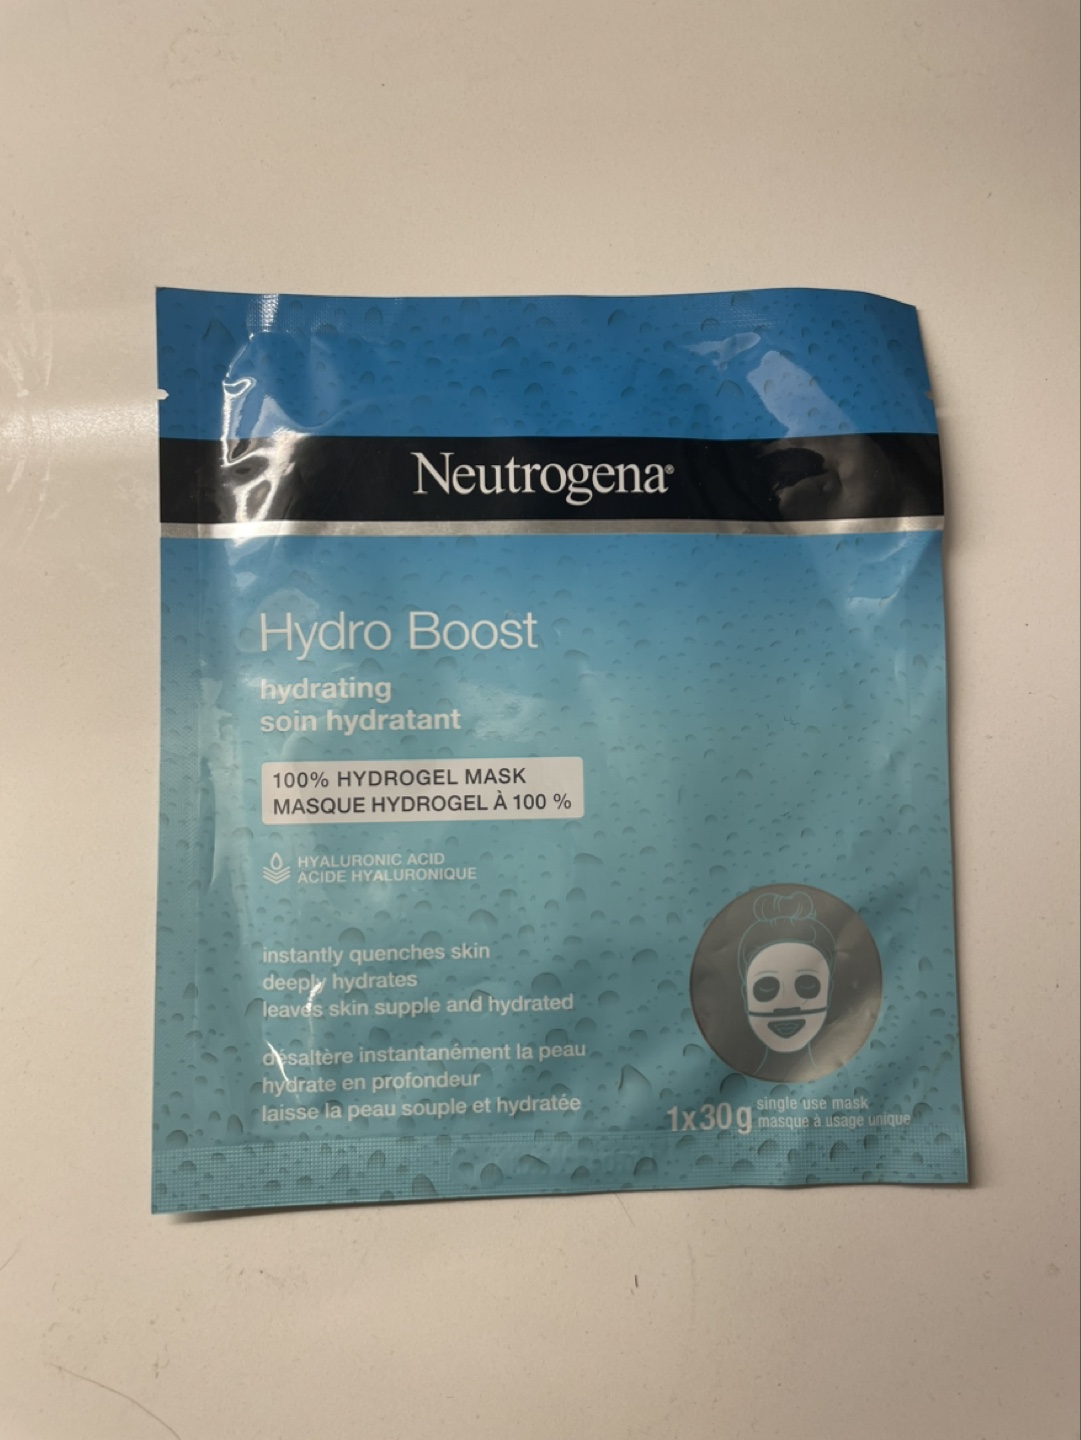 Neutrogena®
Hydro Boost
hydrating
soin hydratant
100% HYDROGEL MASK
MASQUE HYDROGEL À 100 %
HYALURONIC ACID
ACIDE HYALURONIQUE
instantly quenches skin
deeply hydrates
leaves skin supple and hydrated
désaltère instantanément la peau
hydrate en profondeur
laisse la peau souple et hydratée
1x30g
single use mask
masque à usage unique